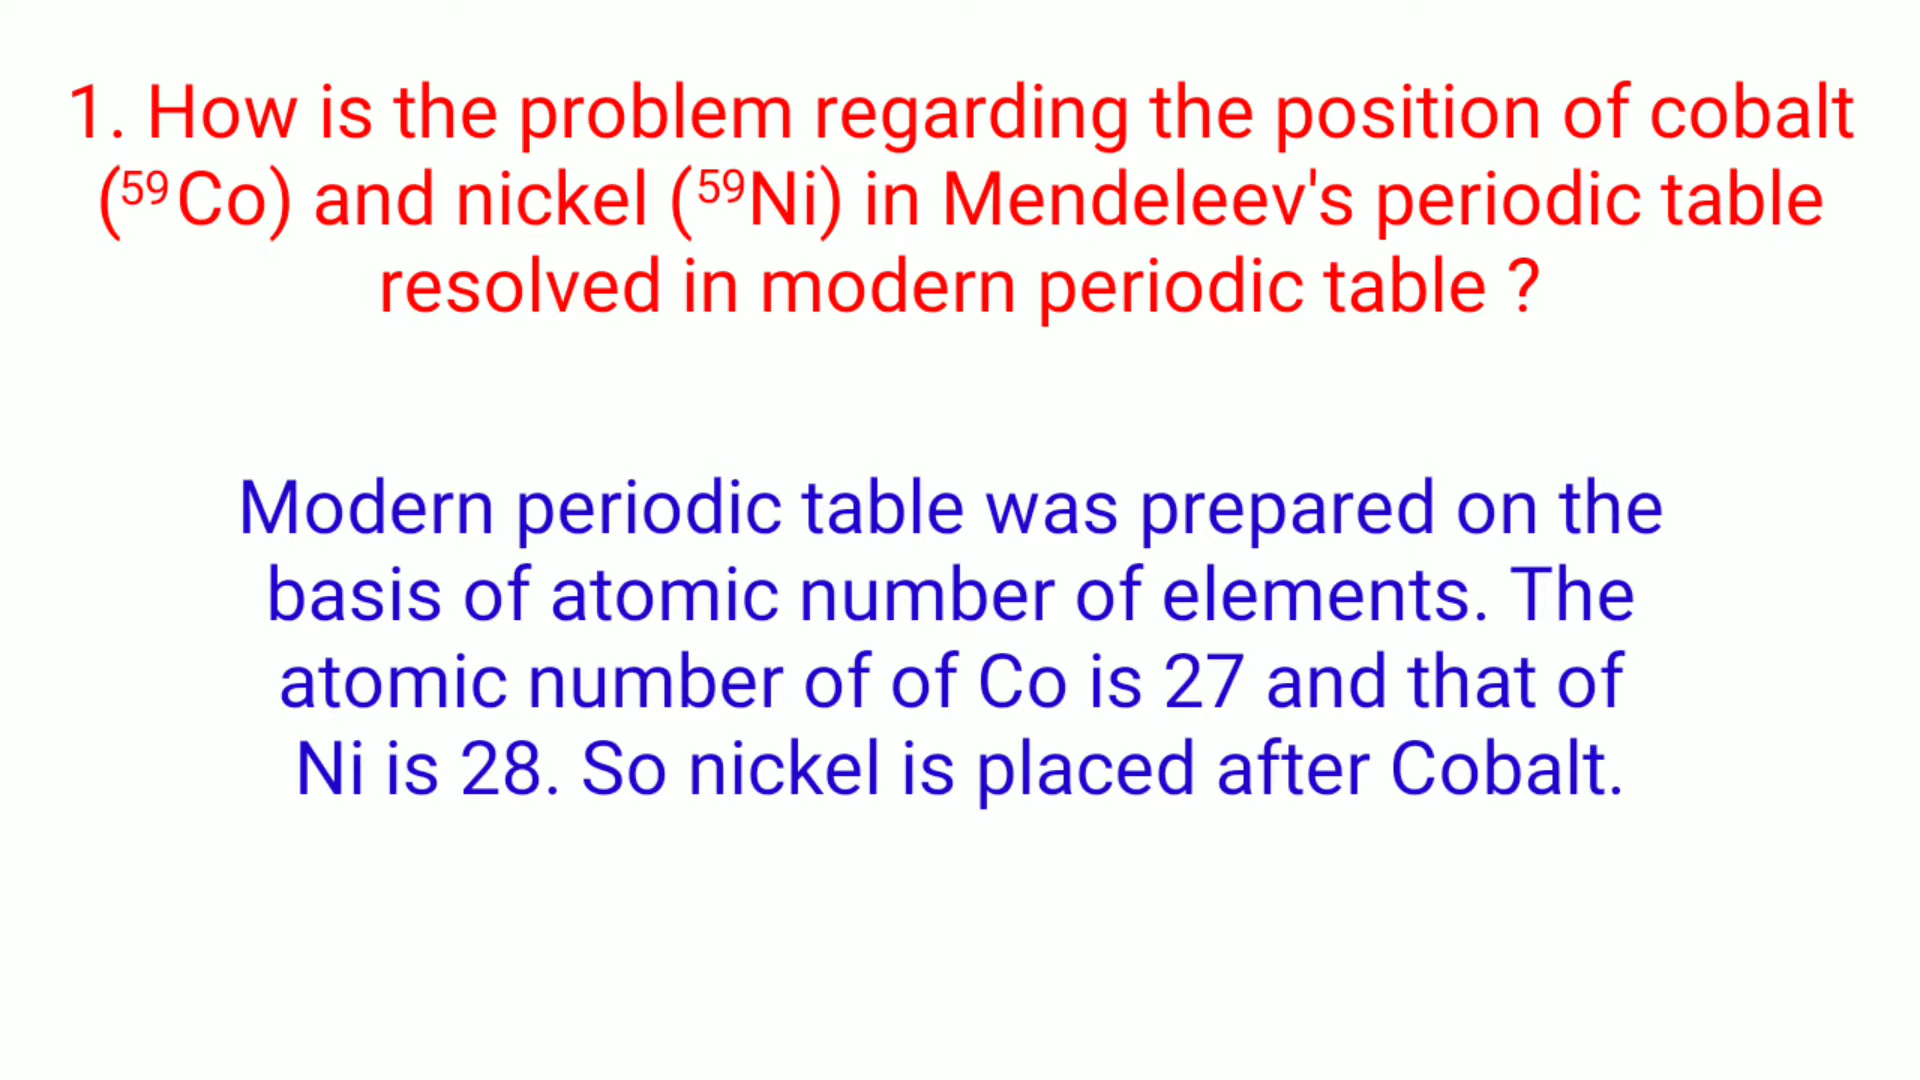 1. How is the problem regarding the position of cobalt
(⁵⁹Co) and nickel (⁵⁹Ni) in Mendeleev's periodic table
resolved in modern periodic table ?
Modern periodic table was prepared on the
basis of atomic number of elements. The
atomic number of of Co is 27 and that of
Ni is 28. So nickel is placed after Cobalt.